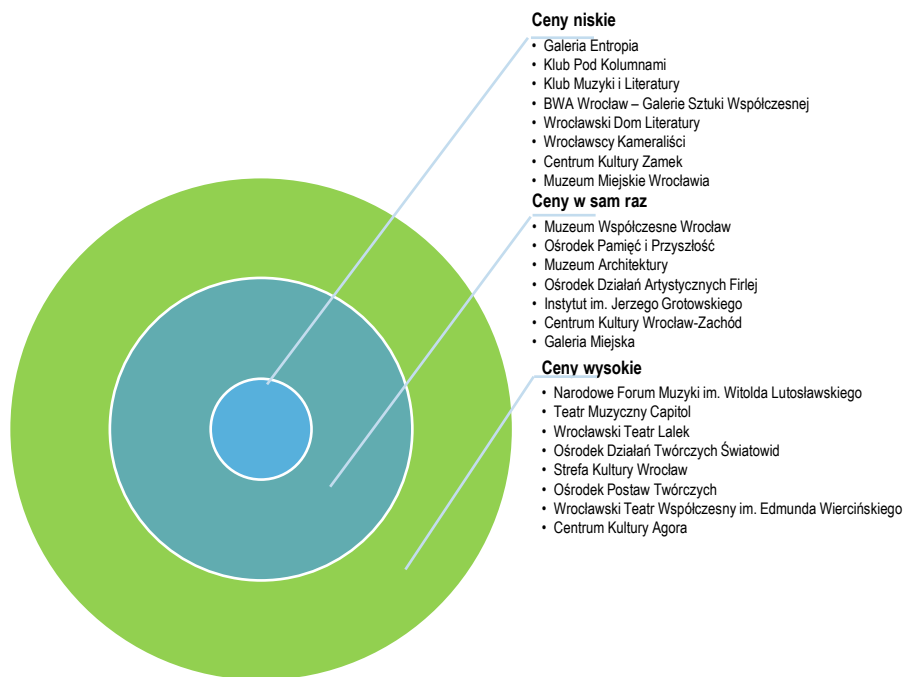 Ceny niskie
• Galeria Entropia
• Klub Pod Kolumnami
• Klub Muzyki i Literatury
• BWA Wrocław – Galerie Sztuki Współczesnej
• Wrocławski Dom Literatury
• Wrocławscy Kameraliści
• Centrum Kultury Zamek
• Muzeum Miejskie Wrocławia
Ceny w sam raz
• Muzeum Współczesne Wrocław
• Ośrodek Pamięć i Przyszłość
• Muzeum Architektury
• Ośrodek Działań Artystycznych Firlej
• Instytut im. Jerzego Grotowskiego
• Centrum Kultury Wrocław-Zachód
• Galeria Miejska
Ceny wysokie
• Narodowe Forum Muzyki im. Witolda Lutosławskiego
• Teatr Muzyczny Capitol
• Wrocławski Teatr Lalek
• Ośrodek Działań Twórczych Światowid
• Strefa Kultury Wrocław
• Ośrodek Postaw Twórczych
• Wrocławski Teatr Współczesny im. Edmunda Wiercińskiego
• Centrum Kultury Agora